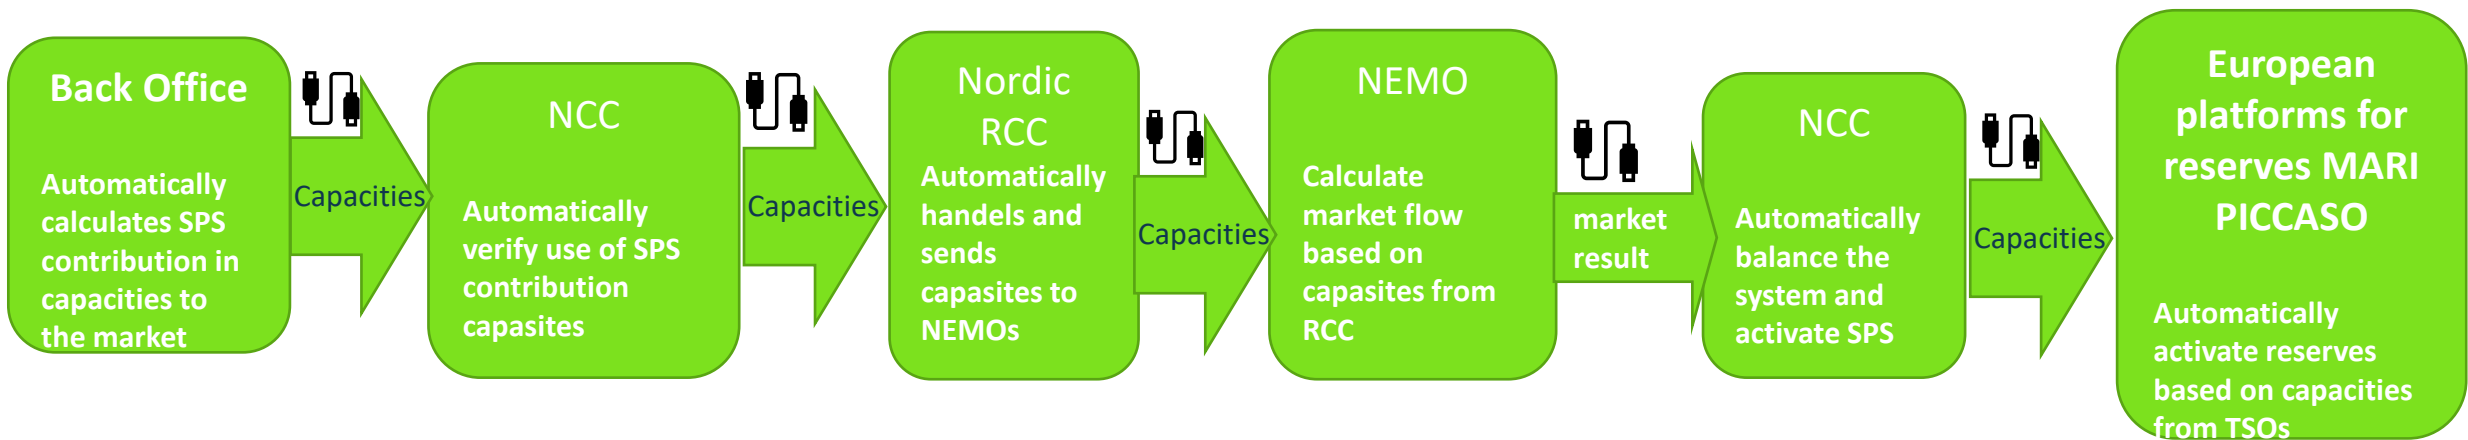 Back Office
Automatically
calculates SPS
contribution in
capacities to
the market
Capacities
NCC
Automatically
verify use of SPS
contribution
capasites
Capacities
Nordic
RCC
Automatically
handels and
sends
capasites to
NEMOs
Capacities
NEMO
Calculate
market flow
based on
capasites from
RCC
market
result
NCC
Automatically
balance the
system and
activate SPS
Capacities
European
platforms for
reserves MARI
PICCASO
Automatically
activate reserves
based on capacities
from TSOs